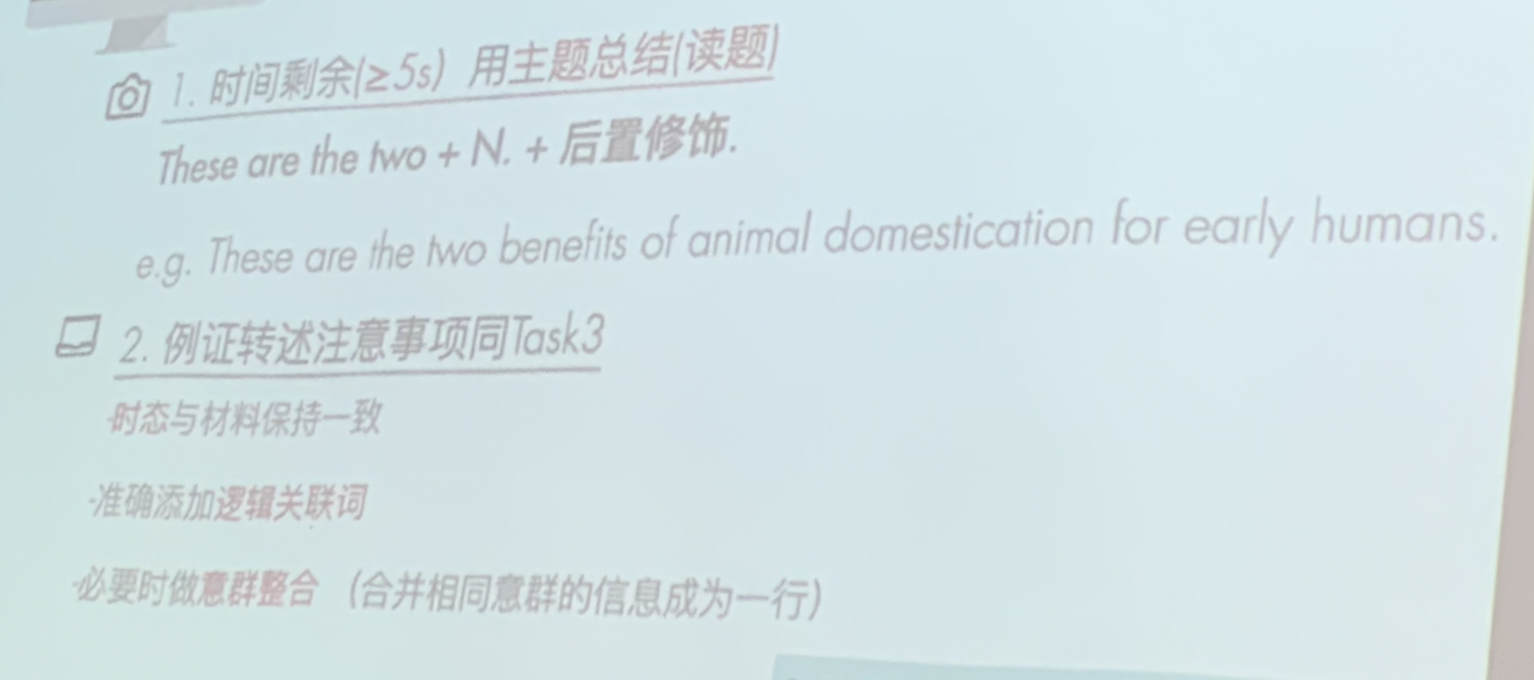 1. 时间剩余(≥5s) 用主题总结(读题)
These are the two + N. + 后置修饰.
e.g. These are the two benefits of animal domestication for early humans.
2. 例证转述注意事项同Task3
-时态与材料保持一致
-准确添加逻辑关联词
-必要时做意群整合 (合并相同意群的信息成为一行)